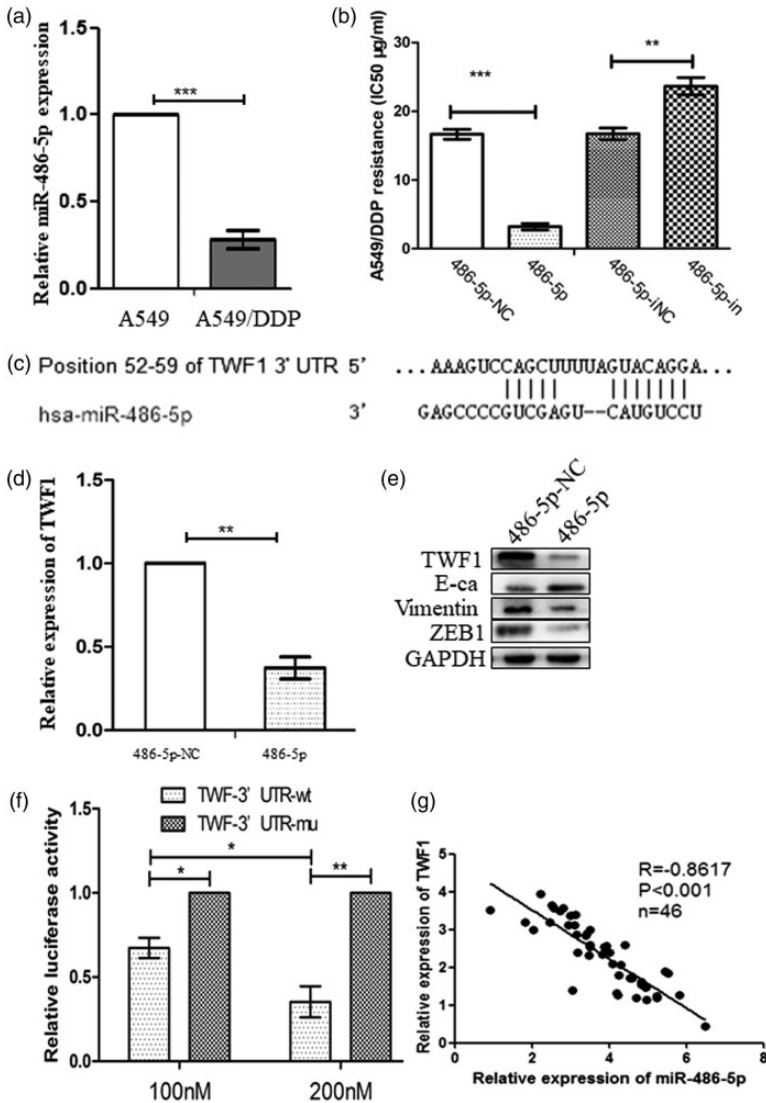 (a)
Relative miR-486-5p expression
1.5
1.0
0.5
0.0
***
A549
A549/DDP
(b)
A549/DDP resistance (IC50 µg/ml)
30
20
10
0
***
**
486-5p-NC
486-5p
486-5p-iNC
486-5p-in
(c)
Position 52-59 of TWF1 3' UTR 5' ...AAAGUCCAGCUUUUAGUACAGGA...
hsa-miR-486-5p 3' GAGCCCCGUCGAGU--CAUGUCCU
(d)
Relative expression of TWF1
1.5
1.0
0.5
0.0
**
486-5p-NC
486-5p
(e)
486-5p-NC
486-5p
TWF1
E-ca
Vimentin
ZEB1
GAPDH
(f)
TWF-3' UTR-wt
TWF-3' UTR-mu
Relative luciferase activity
1.5
1.0
0.5
0.0
*
*
**
100nM
200nM
(g)
Relative expression of TWF1
5
4
3
2
1
0
R=-0.8617
P<0.001
n=46
0 2 4 6 8
Relative expression of miR-486-5p